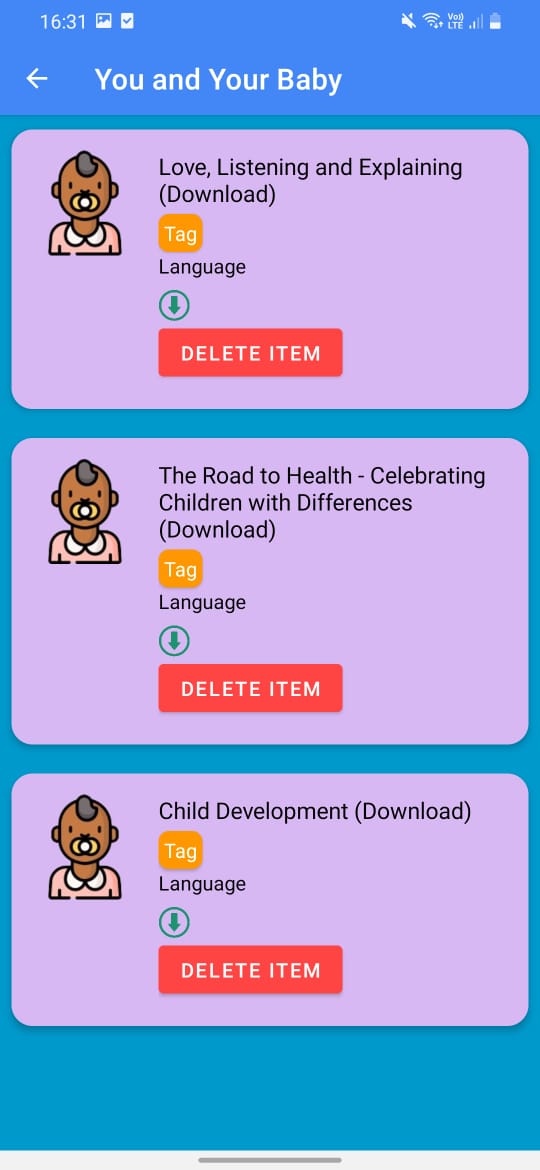 16:31
Vo))
LTE
You and Your Baby
Love, Listening and Explaining
(Download)
Tag
Language
DELETE ITEM
The Road to Health - Celebrating
Children with Differences
(Download)
Tag
Language
DELETE ITEM
Child Development (Download)
Tag
Language
DELETE ITEM